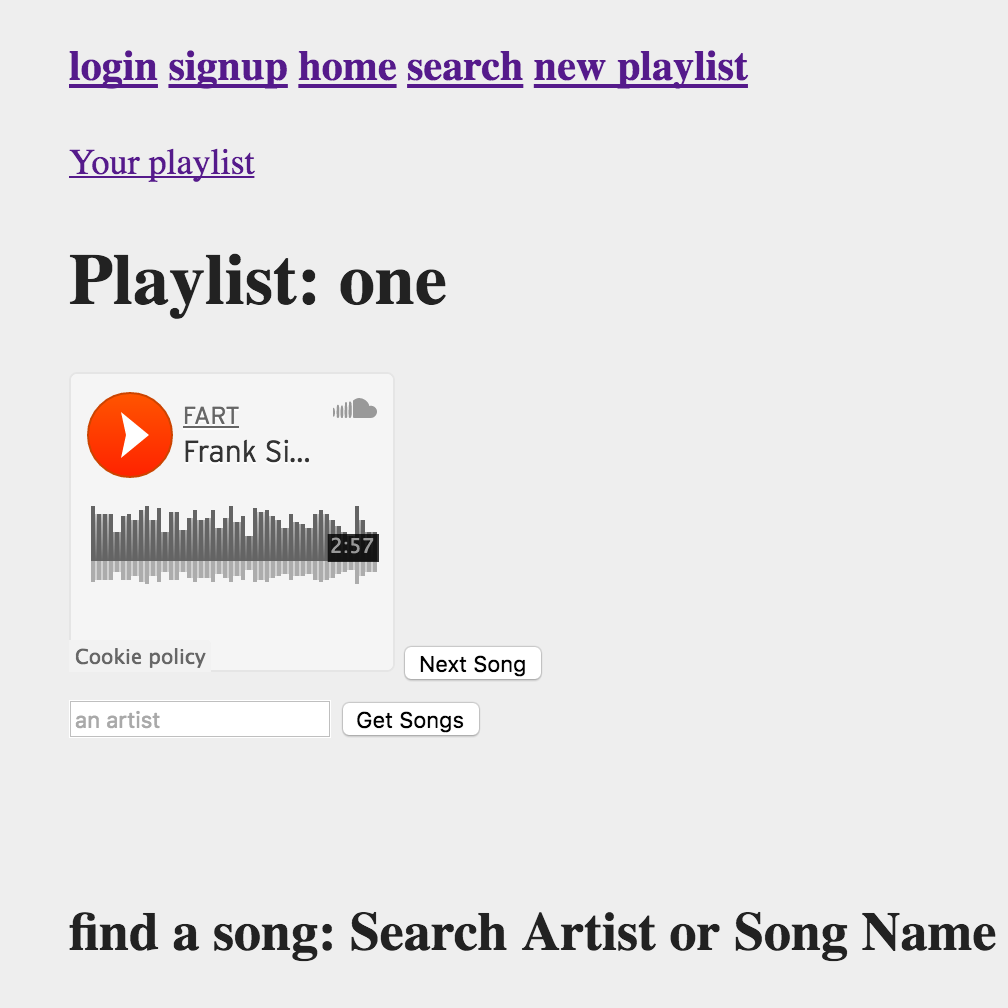 login signup home search new playlist
Your playlist
Playlist: one
FART
Frank Si...
2:57
Cookie policy
Next Song
an artist
Get Songs
find a song: Search Artist or Song Name